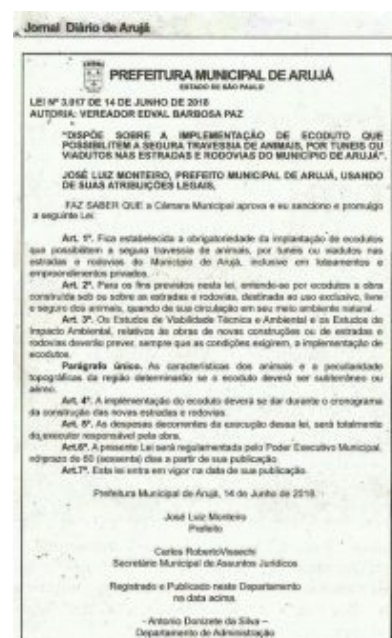 Jornal Diário de Arujá
PREFEITURA MUNICIPAL DE ARUJÁ
ESTADO DE SÃO PAULO
LEI Nº 3.017 DE 14 DE JUNHO DE 2018
AUTORIA: VEREADOR EDVAL BARBOSA PAZ
"DISPÕE SOBRE A IMPLEMENTAÇÃO DE ECODUTO QUE
POSSIBILITEM A SEGURA TRAVESSIA DE ANIMAIS, POR TUNEIS OU
VIADUTOS NAS ESTRADAS E RODOVIAS DO MUNICÍPIO DE ARUJÁ".
JOSÉ LUIZ MONTEIRO, PREFEITO MUNICIPAL DE ARUJÁ, USANDO
DE SUAS ATRIBUIÇÕES LEGAIS,
FAZ SABER QUE a Câmara Municipal aprova e eu sanciono e promulgo
a seguinte Lei:
Art. 1º. Fica estabelecida a obrigatoriedade da implantação de ecodutos
que possibilitem a segura travessia de animais, por tuneis ou viadutos nas
estradas e rodovias do Município de Arujá, inclusive em loteamentos e
empreendimentos privados.
Art. 2º. Para os fins previstos nesta lei, entende-se por ecodutos a obra
construída sob ou sobre as estradas e rodovias, destinada ao uso exclusivo, livre
e seguro dos animais, quando de sua circulação em seu meio ambiente natural.
Art. 3º. Os Estudos de Viabilidade Técnica e Ambiental e os Estudos de
Impacto Ambiental, relativos às obras de novas construções ou de estradas e
rodovias deverão prever, sempre que as condições exigirem, a implementação de
ecodutos.
Parágrafo único. As características dos animais e a peculiaridade
topográficas da região determinarão se o ecoduto deverá ser subterrâneo ou
aéreo.
Art. 4º. A implementação do ecoduto deverá se dar durante o cronograma
da construção das novas estradas e rodovias.
Art. 5º. As despesas decorrentes da execução dessa lei, será totalmente
do executor responsável pela obra.
Art.6º. A presente Lei será regulamentada pelo Poder Executivo Municipal,
no prazo de 60 (sessenta) dias a partir de sua publicação.
Art.7º. Esta lei entra em vigor na data de sua publicação.
Prefeitura Municipal de Arujá, 14 de Junho de 2018.
José Luiz Monteiro
Prefeito
Carlos Roberto Vissechi
Secretário Municipal de Assuntos Jurídicos
Registrado e Publicado neste Departamento
na data acima.
- Antonio Donizete da Silva –
Departamento de Administração